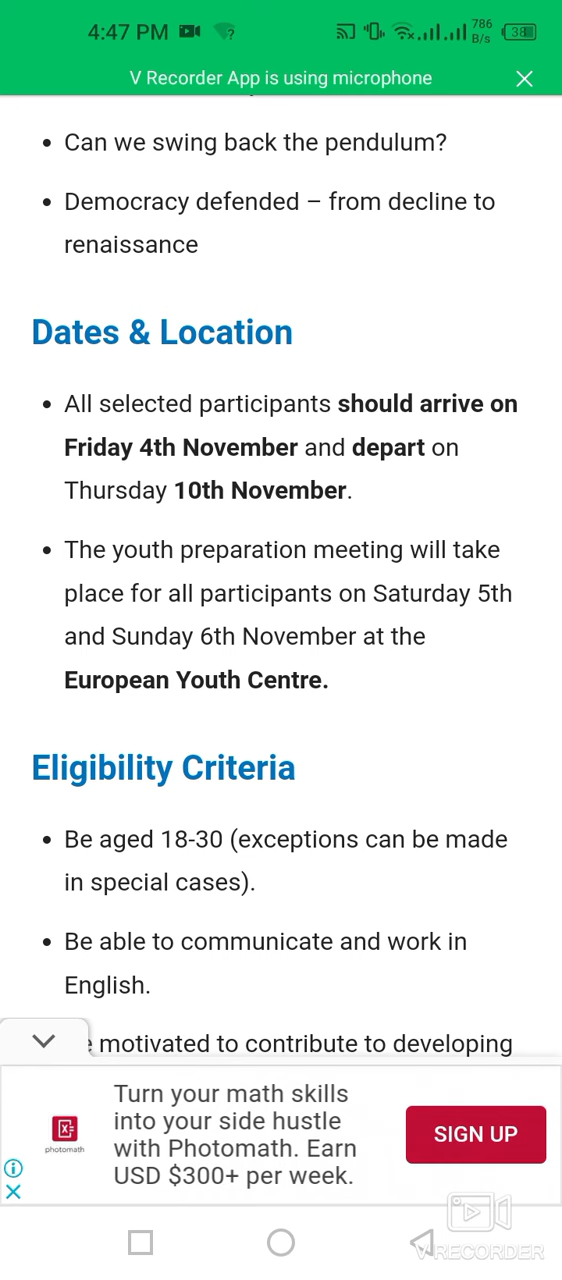 4:47 PM
786
B/s
38
V Recorder App is using microphone
Can we swing back the pendulum?
Democracy defended – from decline to
renaissance
Dates & Location
All selected participants should arrive on
Friday 4th November and depart on
Thursday 10th November.
The youth preparation meeting will take
place for all participants on Saturday 5th
and Sunday 6th November at the
European Youth Centre.
Eligibility Criteria
Be aged 18-30 (exceptions can be made
in special cases).
Be able to communicate and work in
English.
motivated to contribute to developing
Turn your math skills
into your side hustle
with Photomath. Earn
USD $300+ per week.
photomath
SIGN UP
VRECORDER